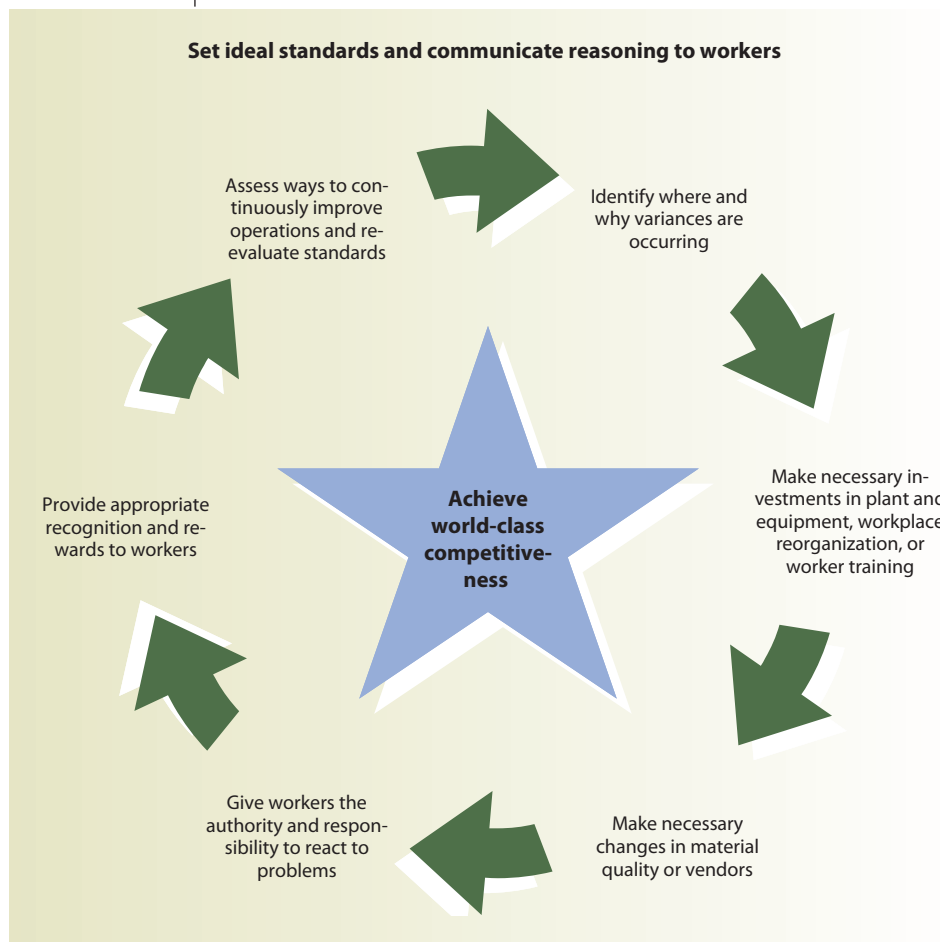 Set ideal standards and communicate reasoning to workers
Assess ways to con-
tinuously improve
operations and re-
evaluate standards
Identify where and
why variances are
occurring
Make necessary in-
vestments in plant and
equipment, workplace
reorganization, or
worker training
Make necessary
changes in material
quality or vendors
Give workers the
authority and respon-
sibility to react to
problems
Provide appropriate
recognition and re-
wards to workers
Achieve
world-class
competitive-
ness